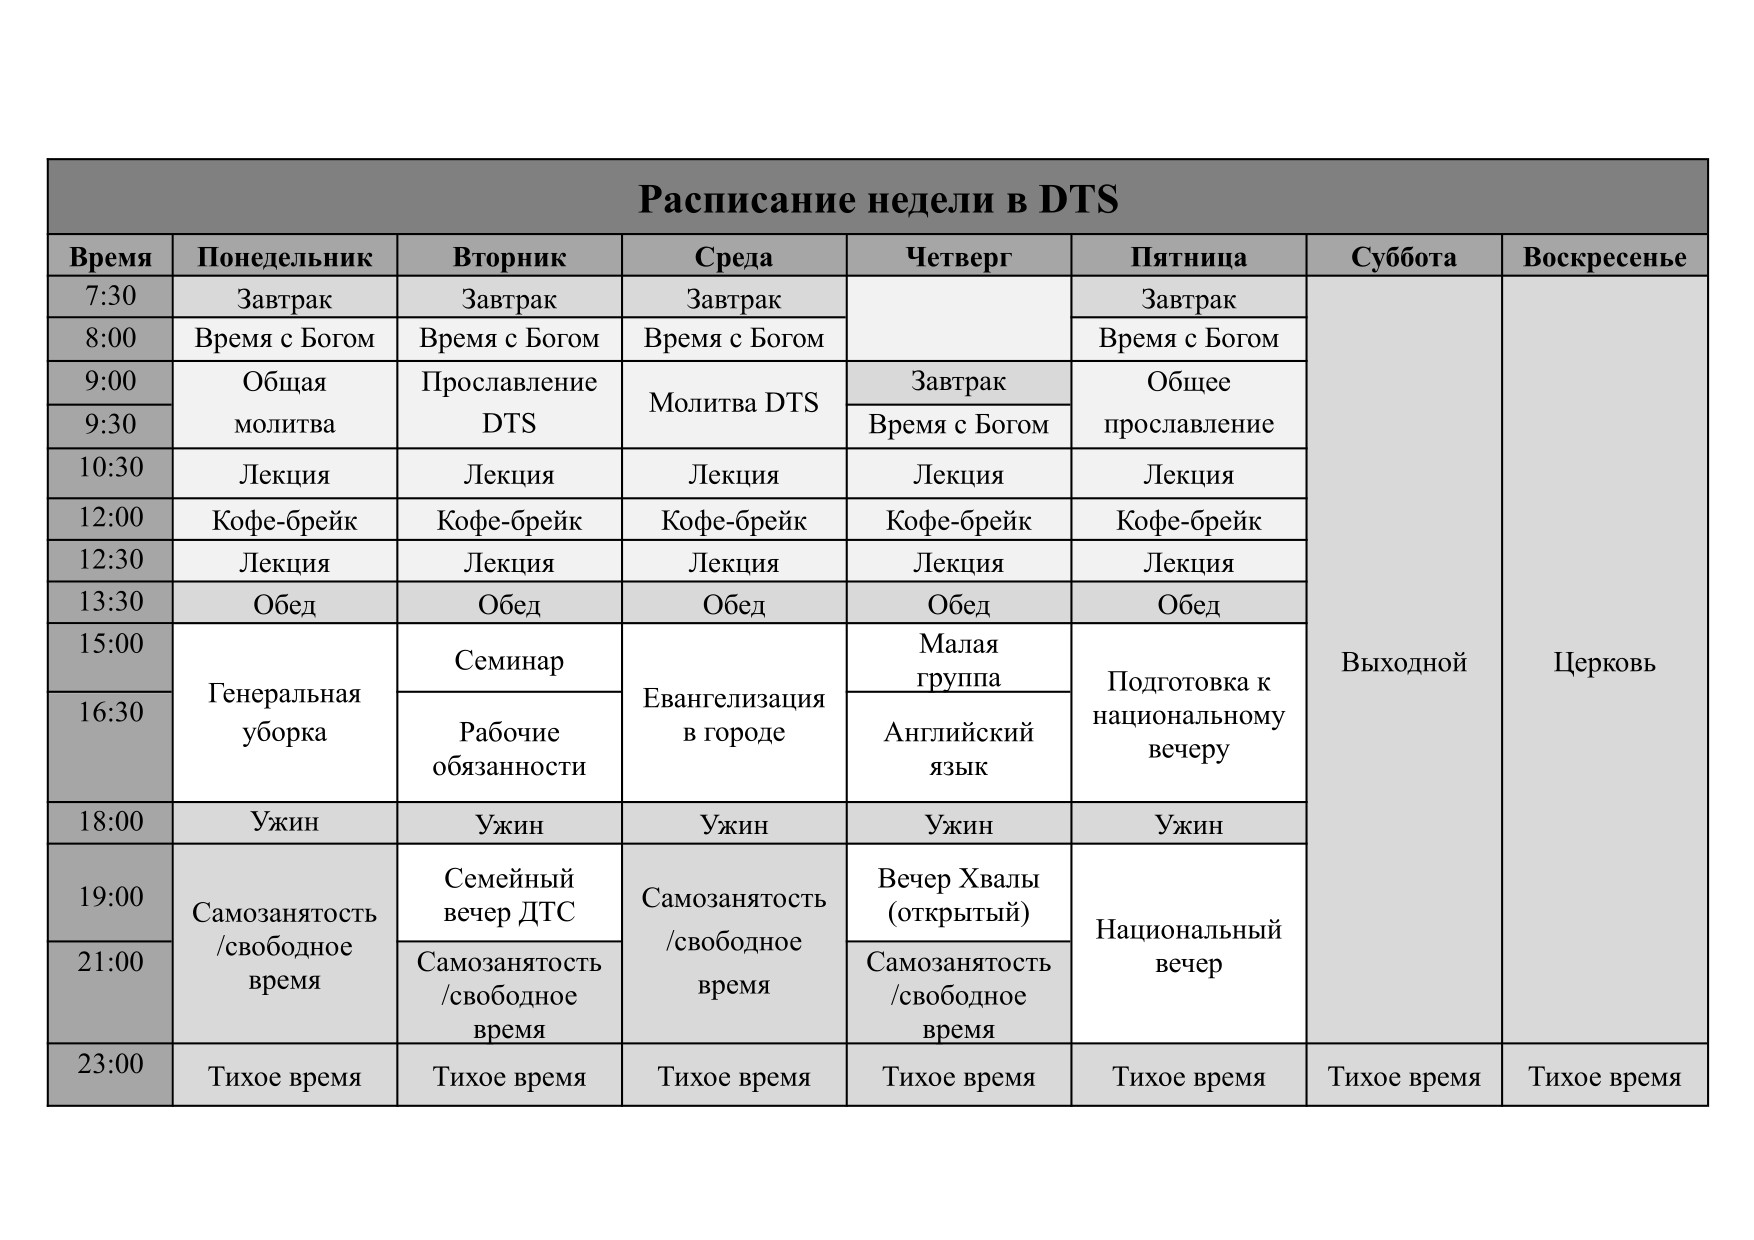 Расписание недели в DTS
Время Понедельник Вторник Среда Четверг Пятница Суббота Воскресенье
7:30 Завтрак Завтрак Завтрак Завтрак
8:00 Время с Богом Время с Богом Время с Богом Время с Богом
9:00 Общая Прославление Молитва DTS Завтрак Общее
9:30 молитва DTS Время с Богом прославление
10:30 Лекция Лекция Лекция Лекция Лекция
12:00 Кофе-брейк Кофе-брейк Кофе-брейк Кофе-брейк Кофе-брейк
12:30 Лекция Лекция Лекция Лекция Лекция
13:30 Обед Обед Обед Обед Обед
15:00
Генеральная
уборка
Семинар
Евангелизация
в городе
Малая
группа
Подготовка к
национальному
вечеру
Выходной
Церковь
16:30
Рабочие
обязанности
Английский
язык
18:00 Ужин Ужин Ужин Ужин Ужин
19:00
Самозанятость
/свободное
время
Семейный
вечер ДТС
Самозанятость
/свободное
время
Вечер Хвалы
(открытый)
Национальный
вечер
21:00
Самозанятость
/свободное
время
Самозанятость
/свободное
время
23:00 Тихое время Тихое время Тихое время Тихое время Тихое время Тихое время Тихое время